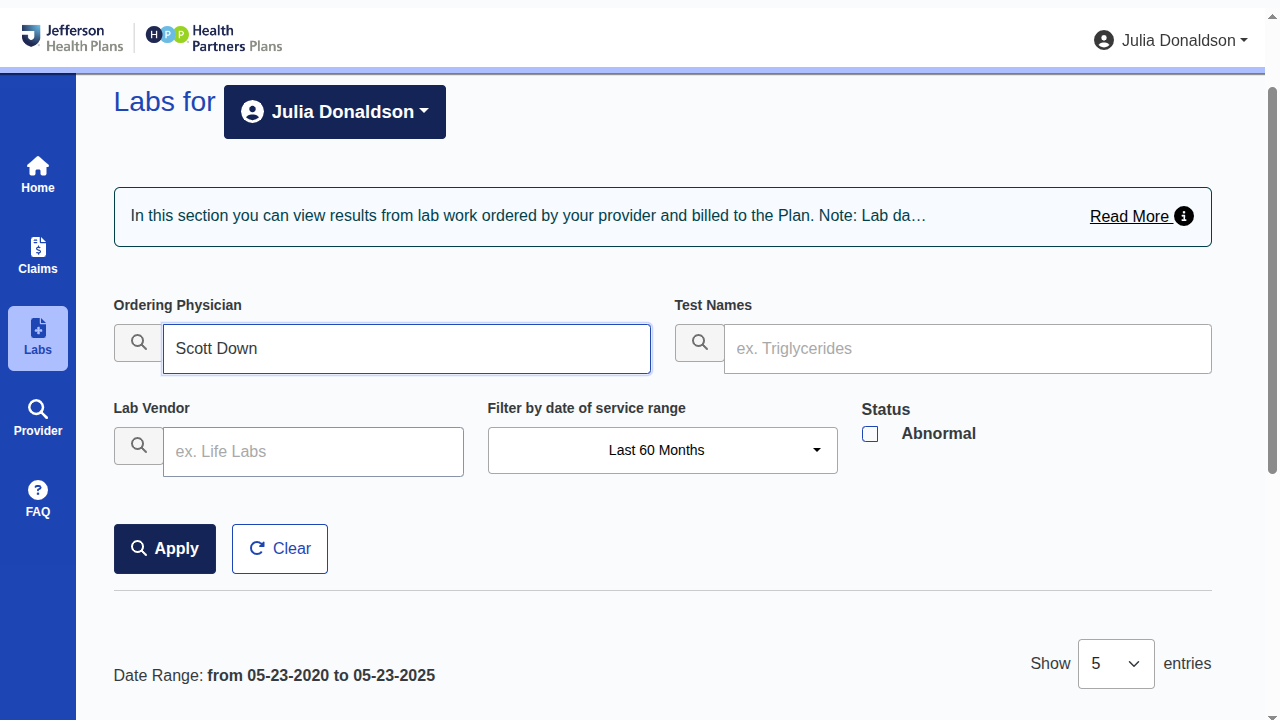 Jefferson
Health Plans
HPP
Health
Partners Plans
Julia Donaldson
Labs for
Julia Donaldson
Home
Claims
Labs
Provider
FAQ
In this section you can view results from lab work ordered by your provider and billed to the Plan. Note: Lab da…
Read More
Ordering Physician
Scott Down
Test Names
ex. Triglycerides
Lab Vendor
ex. Life Labs
Filter by date of service range
Last 60 Months
Status
Abnormal
Apply
Clear
Date Range: from 05-23-2020 to 05-23-2025
Show 5 entries